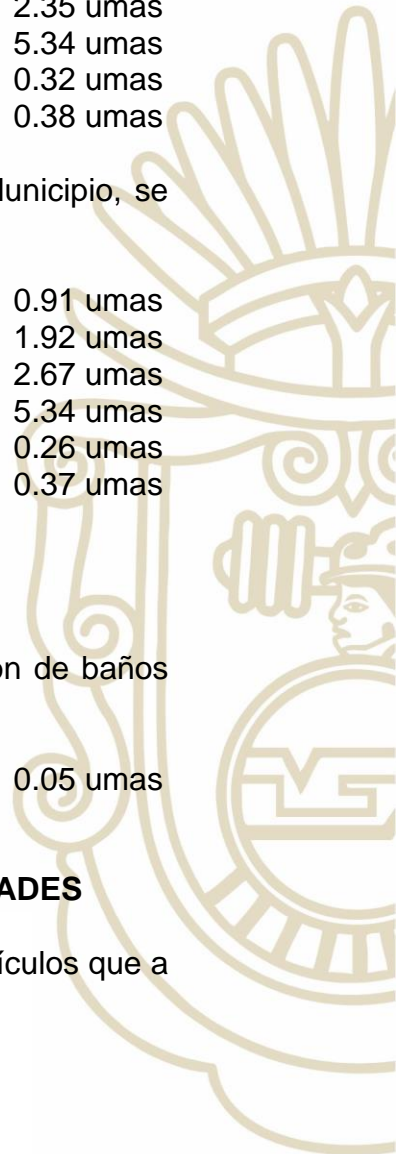 2.35 umas
5.34 umas
0.32 umas
0.38 umas
unicipio, se
0.91 umas
1.92 umas
2.67 umas
5.34 umas
0.26 umas
0.37 umas
ón de baños
0.05 umas
ADES
ículos que a